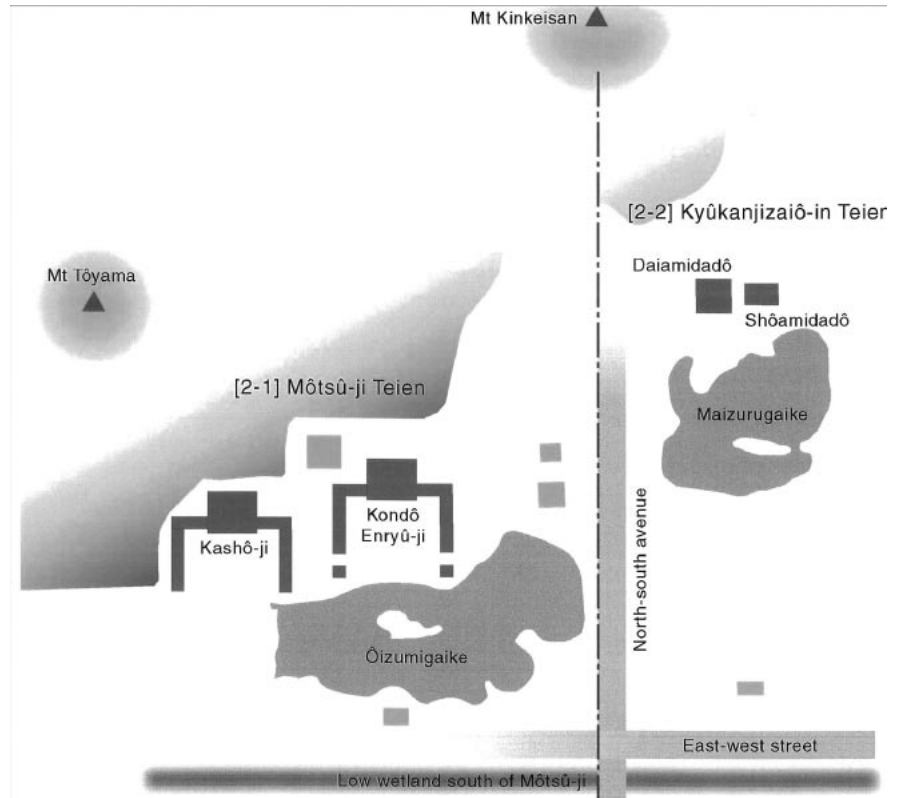 Mt Kinkeisan
[2-2] Kyûkanjizaiô-in Teien
Daiamidadô
Mt Tôyama
Shôamidadô
[2-1] Môtsû-ji Teien
Maizurugaike
Kondô
Enryû-ji
Kashô-ji
North-south avenue
Ôizumigaike
East-west street
Low wetland south of Môtsû-ji